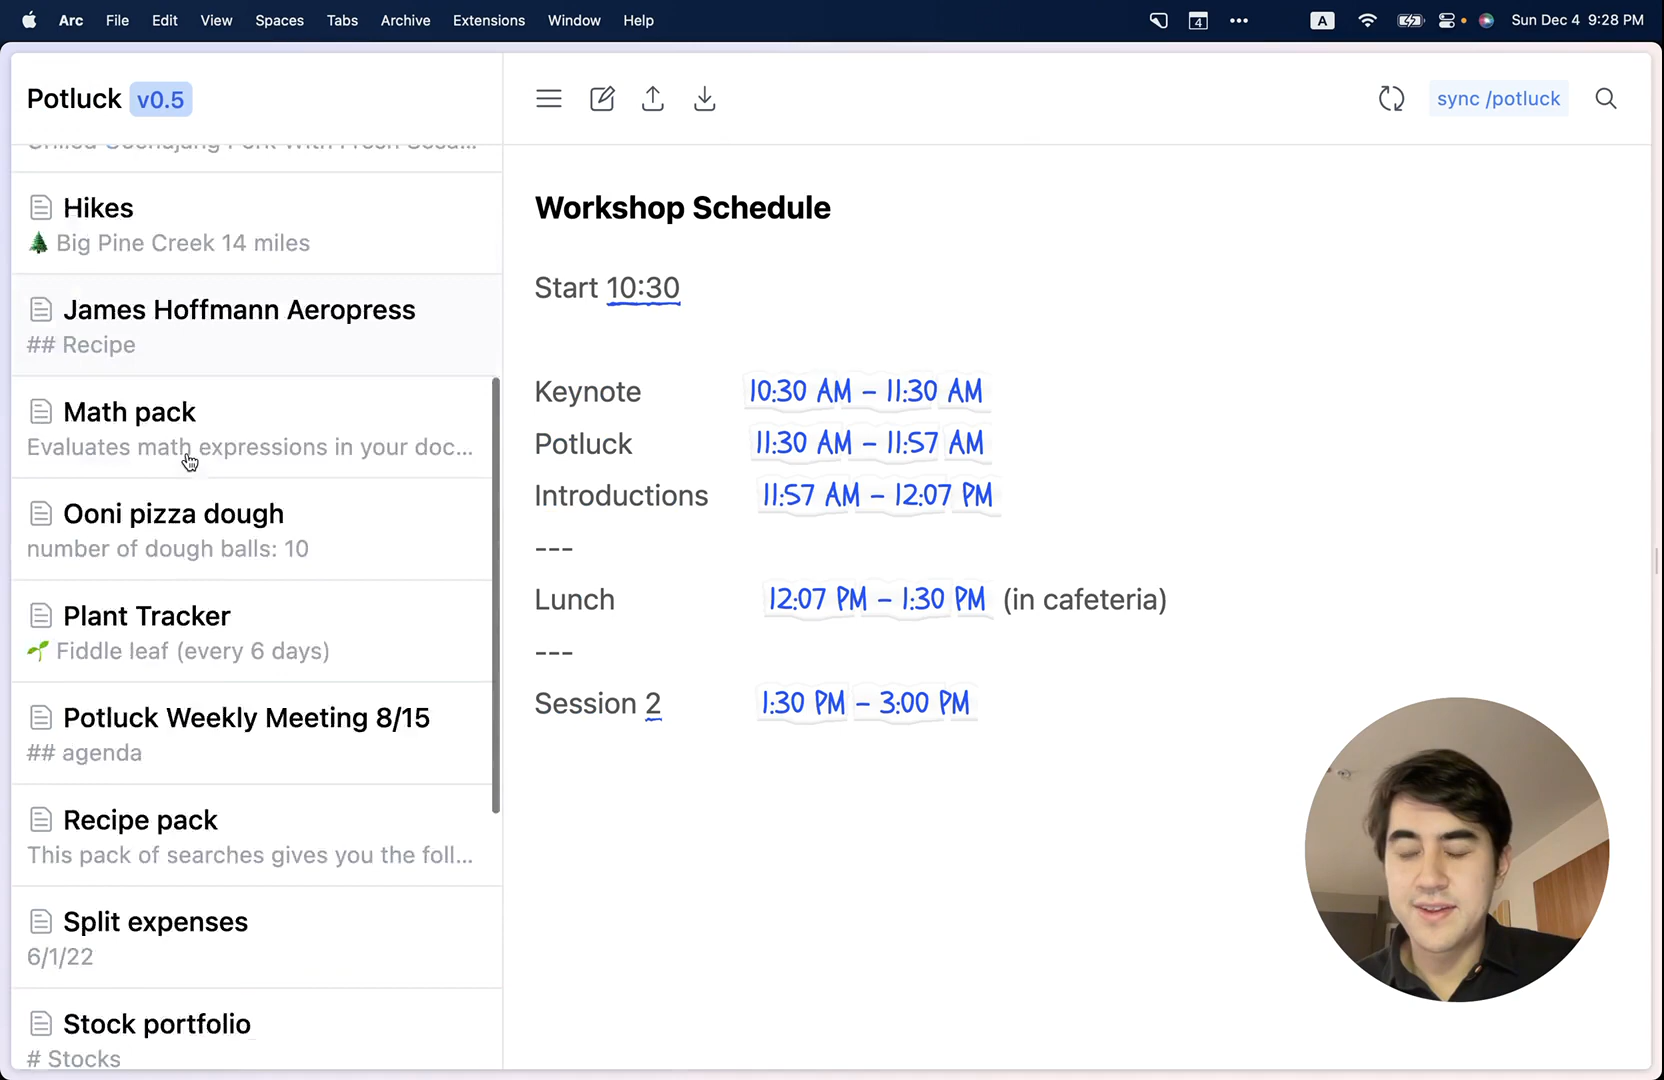 Arc File Edit View Spaces Tabs Archive Extensions Window Help 4 A Sun Dec 4 9:28 PM
Potluck v0.5
sync /potluck
Hikes
🌲 Big Pine Creek 14 miles
James Hoffmann Aeropress
## Recipe
Math pack
Evaluates math expressions in your doc...
Ooni pizza dough
number of dough balls: 10
Plant Tracker
🌱 Fiddle leaf (every 6 days)
Potluck Weekly Meeting 8/15
## agenda
Recipe pack
This pack of searches gives you the foll...
Split expenses
6/1/22
Stock portfolio
# Stocks
Workshop Schedule
Start 10:30
Keynote 10:30 AM – 11:30 AM
Potluck 11:30 AM – 11:57 AM
Introductions 11:57 AM – 12:07 PM
---
Lunch 12:07 PM – 1:30 PM (in cafeteria)
---
Session 2 1:30 PM – 3:00 PM